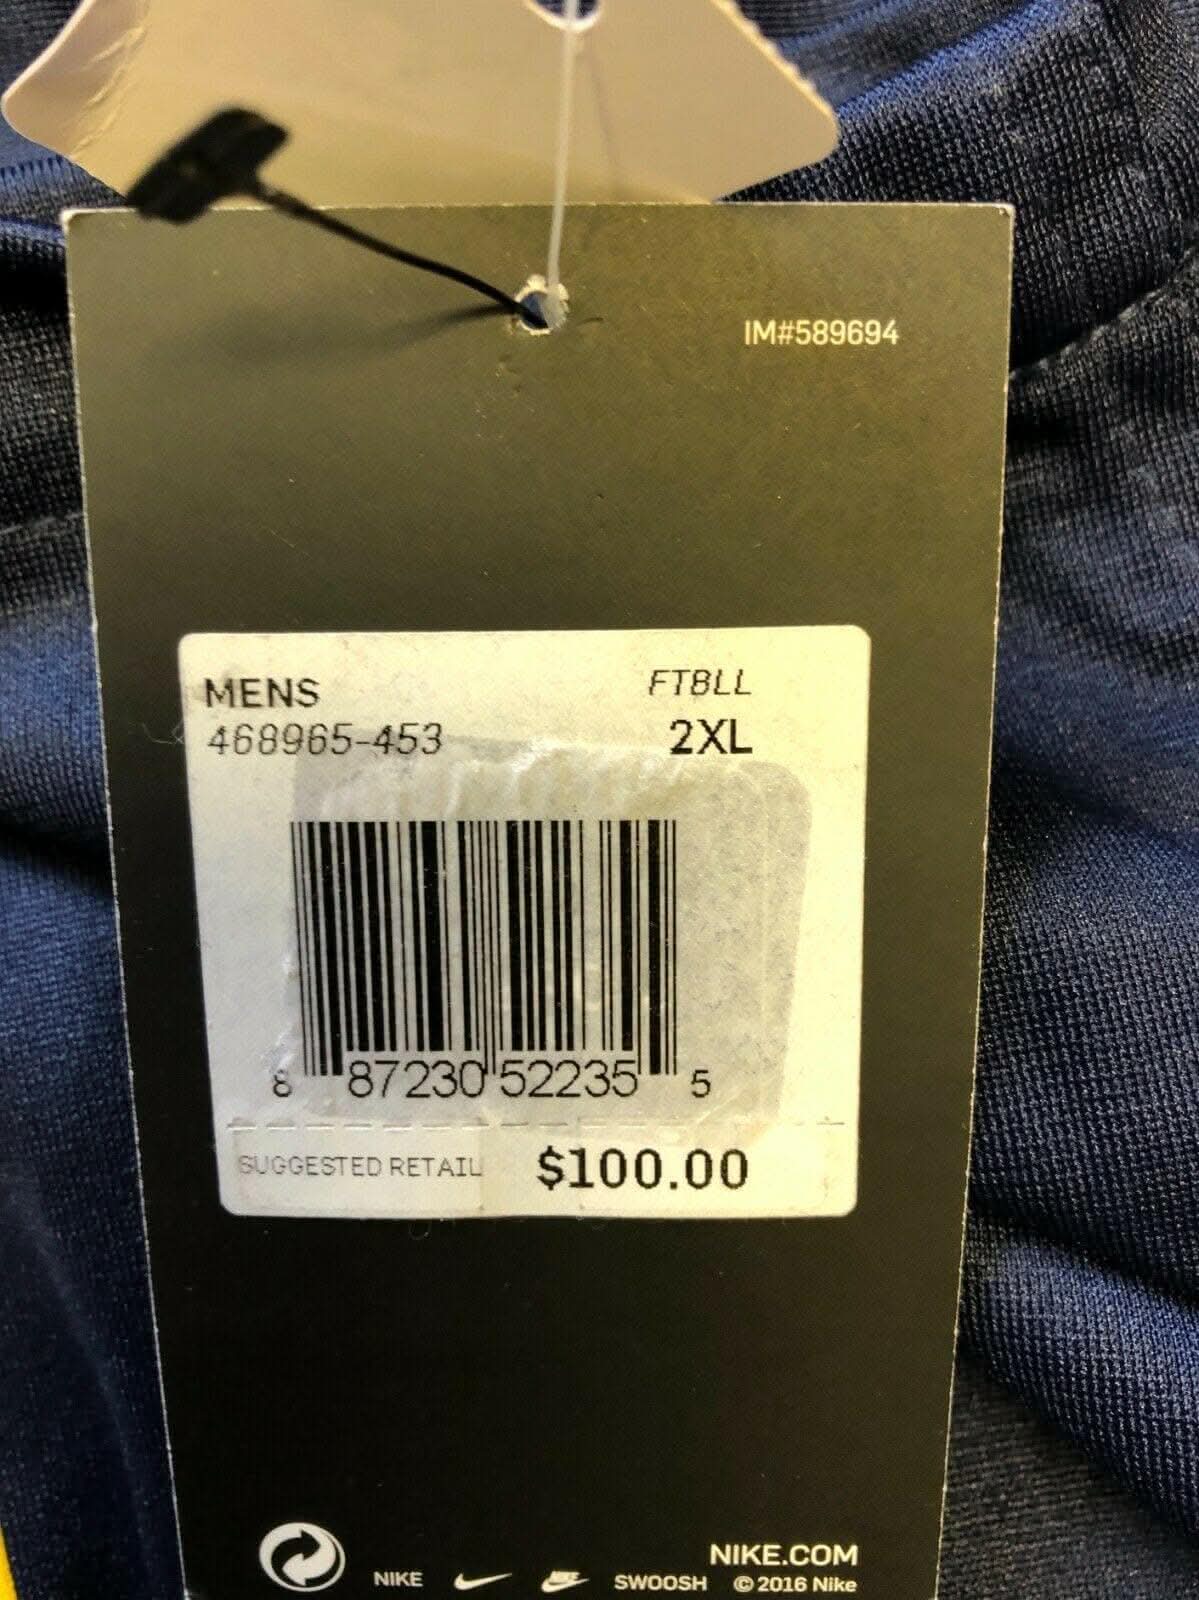 IM#589694
MENS FTBLL
468965-453 2XL
8 87230 52235 5
SUGGESTED RETAIL $100.00
NIKE.COM
NIKE NIKE SWOOSH © 2016 Nike